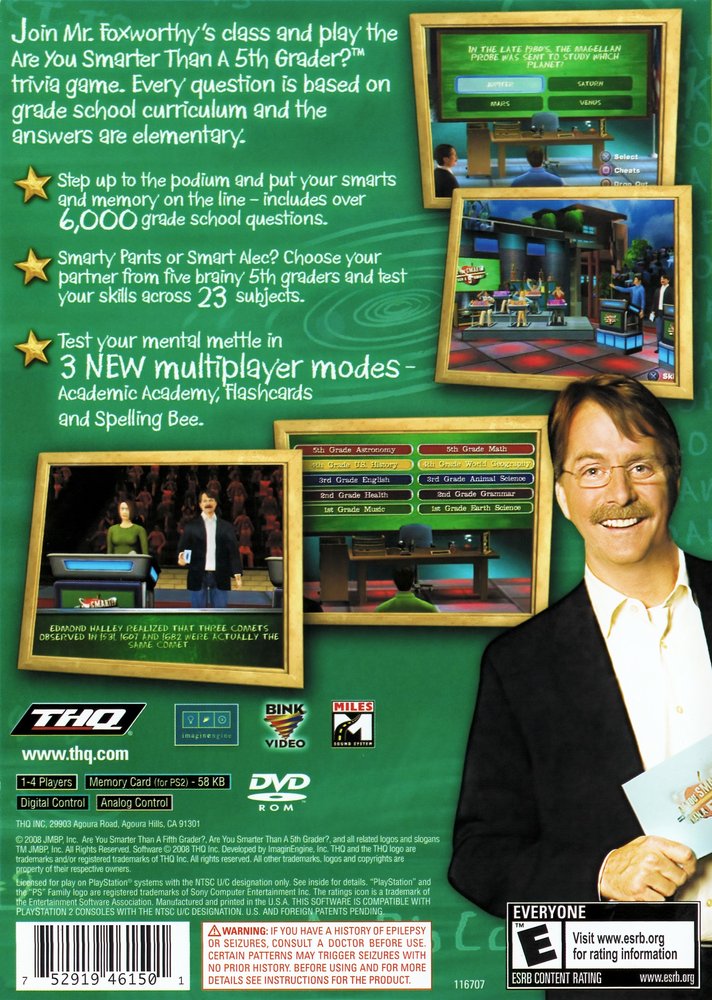 Join Mr. Foxworthy's class and play the
Are You Smarter Than A 5th Grader?™
trivia game. Every question is based on
grade school curriculum and the
answers are elementary.
Step up to the podium and put your smarts
and memory on the line – includes over
6,000 grade school questions.
Smarty Pants or Smart Alec? Choose your
partner from five brainy 5th graders and test
your skills across 23 subjects.
Test your mental mettle in
3 NEW multiplayer modes –
Academic Academy, Flashcards
and Spelling Bee.
IN THE LATE 1980'S, THE MAGELLAN
PROBE WAS SENT TO STUDY WHICH
PLANET?
JUPITER
SATURN
MARS
VENUS
Select
Cheats
Drop Out
Ski
5th Grade Astronomy
5th Grade Math
4th Grade U.S. History
4th Grade World Geography
3rd Grade English
3rd Grade Animal Science
2nd Grade Health
2nd Grade Grammar
1st Grade Music
1st Grade Earth Science
EDMOND HALLEY REALIZED THAT THREE COMETS
OBSERVED IN 1531, 1607 AND 1682 WERE ACTUALLY THE
SAME COMET
THQ
www.thq.com
imaginengine
BINK
VIDEO
MILES
SOUND SYSTEM
1-4 Players
Memory Card (for PS2) - 58 KB
Digital Control
Analog Control
DVD
ROM
THQ INC, 29903 Agoura Road, Agoura Hills, CA 91301
© 2008 JMBP, Inc. Are You Smarter Than A Fifth Grader?, Are You Smarter Than A 5th Grader?, and all related logos and slogans
TM JMBP, Inc. All Rights Reserved. Software © 2008 THQ Inc. Developed by ImaginEngine, Inc. THQ and the THQ logo are
trademarks and/or registered trademarks of THQ Inc. All rights reserved. All other trademarks, logos and copyrights are
property of their respective owners.
Licensed for play on PlayStation® systems with the NTSC U/C designation only. See inside for details. "PlayStation" and
the "PS" Family logo are registered trademarks of Sony Computer Entertainment Inc. The ratings icon is a trademark of
the Entertainment Software Association. Manufactured and printed in the U.S.A. THIS SOFTWARE IS COMPATIBLE WITH
PLAYSTATION 2 CONSOLES WITH THE NTSC U/C DESIGNATION. U.S. AND FOREIGN PATENTS PENDING.
7 52919 46150 1
WARNING: IF YOU HAVE A HISTORY OF EPILEPSY
OR SEIZURES, CONSULT A DOCTOR BEFORE USE.
CERTAIN PATTERNS MAY TRIGGER SEIZURES WITH
NO PRIOR HISTORY. BEFORE USING AND FOR MORE
DETAILS SEE INSTRUCTIONS FOR THE PRODUCT.
116707
EVERYONE
E
Visit www.esrb.org
for rating information
ESRB CONTENT RATING
www.esrb.org